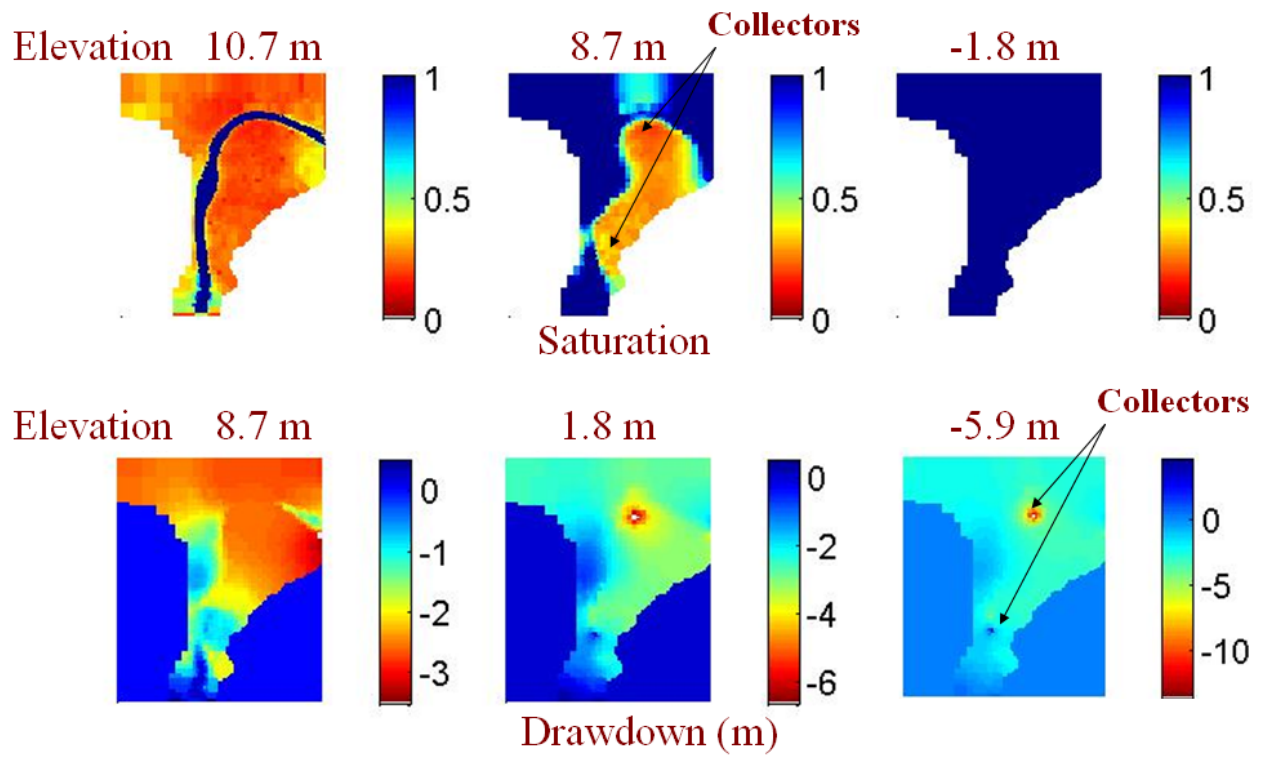 Collectors
Elevation 10.7 m 8.7 m -1.8 m
1 1 1
0.5 0.5 0.5
0 0 0
Saturation
Collectors
Elevation 8.7 m 1.8 m -5.9 m
0 0 0
-1 -2 -5
-2 -4 -10
-3 -6
Drawdown (m)